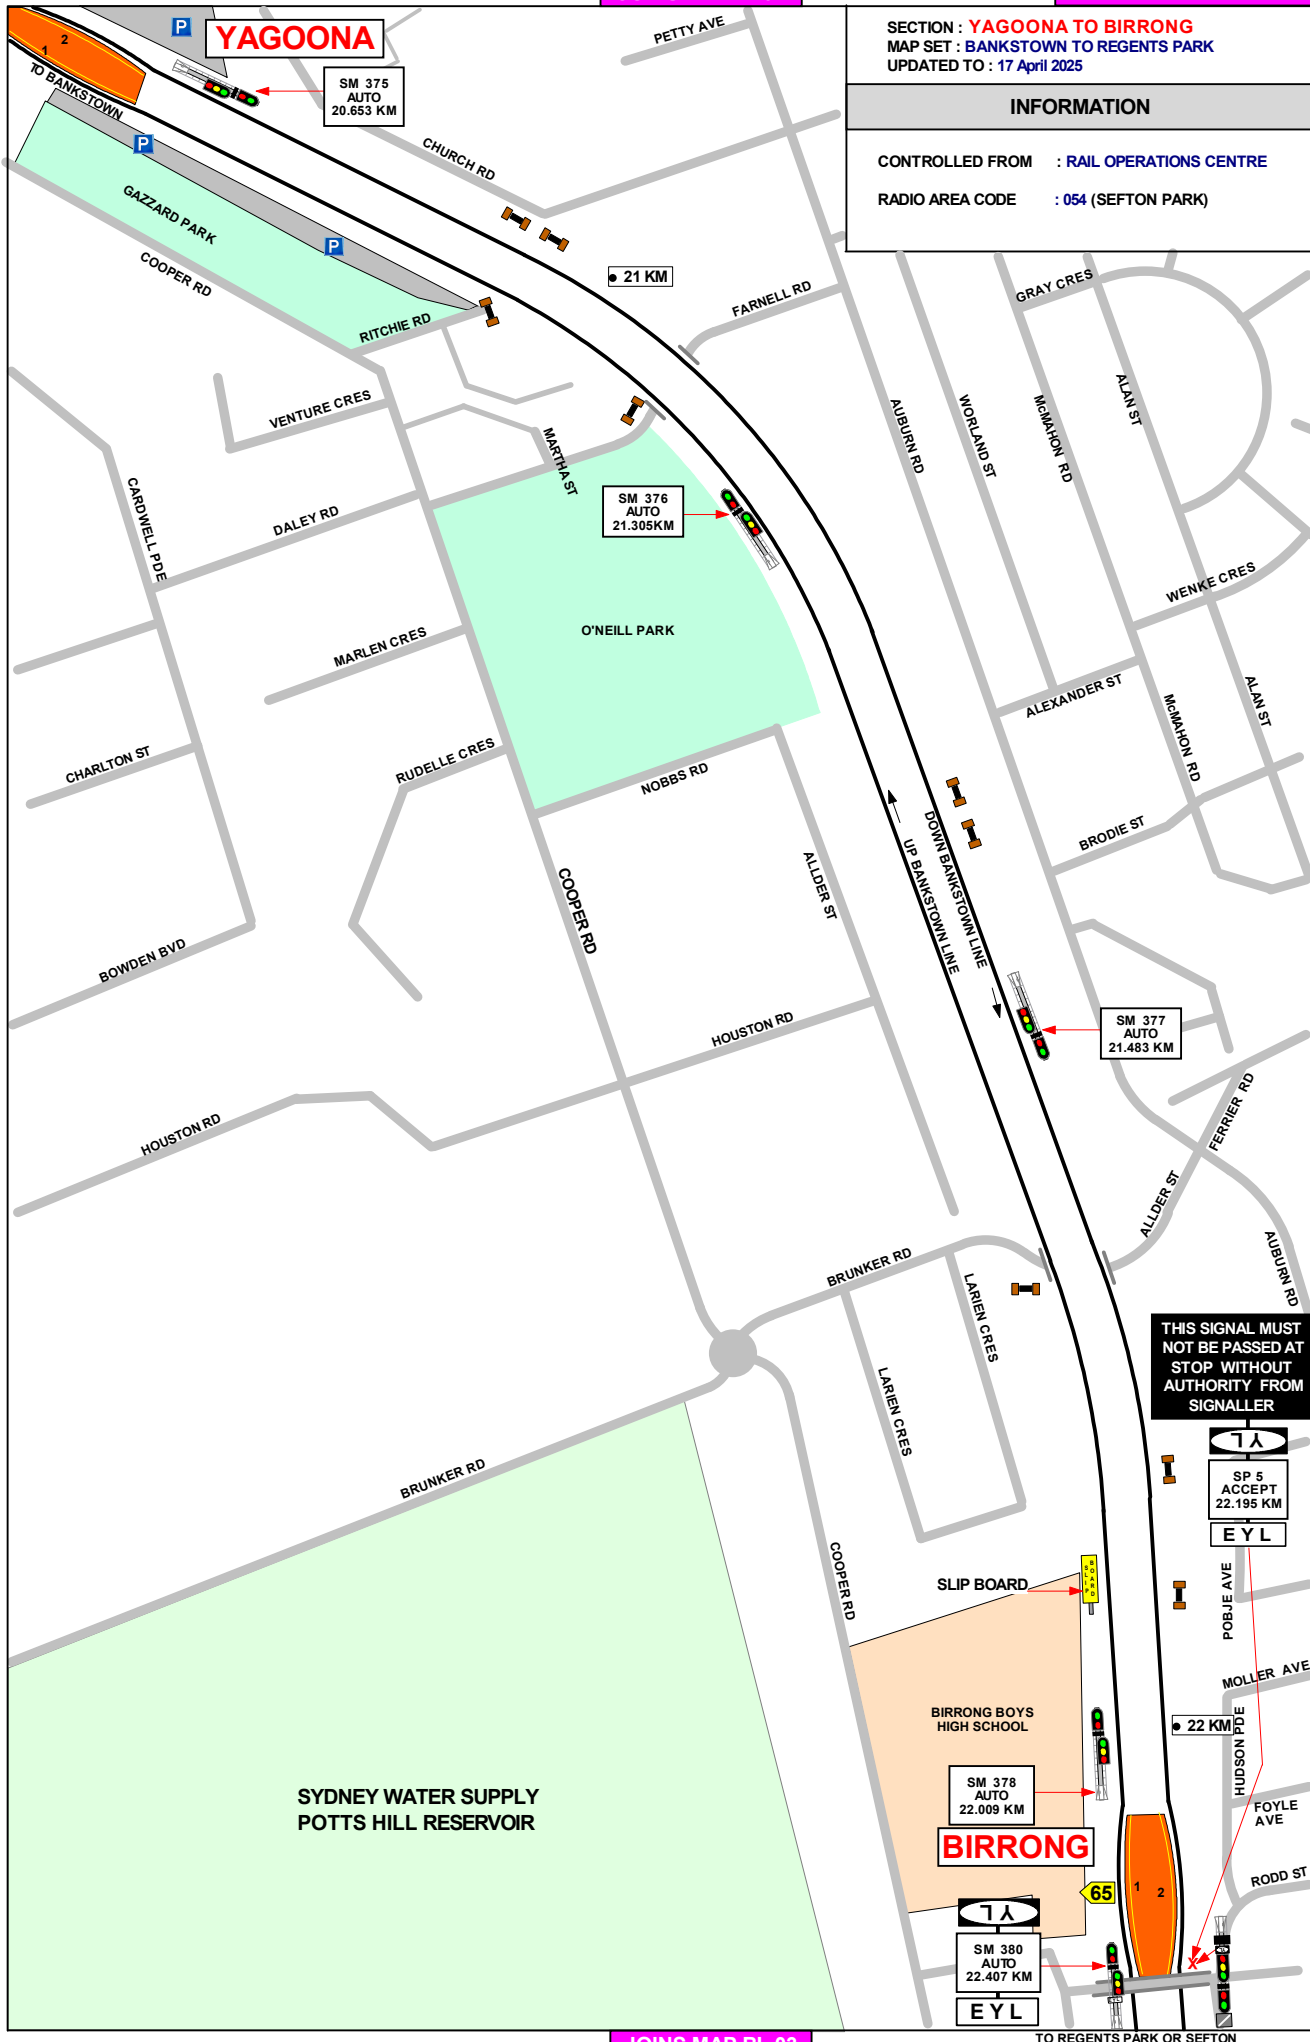 SECTION : YAGOONA TO BIRRONG
MAP SET : BANKSTOWN TO REGENTS PARK
UPDATED TO : 17 April 2025
INFORMATION
CONTROLLED FROM : RAIL OPERATIONS CENTRE
RADIO AREA CODE : 054 (SEFTON PARK)
YAGOONA
1
2
TO BANKSTOWN
P
P
P
SM 375
AUTO
20.653 KM
PETTY AVE
CHURCH RD
GAZZARD PARK
COOPER RD
RITCHIE RD
21 KM
FARNELL RD
GRAY CRES
VENTURE CRES
MARTHA ST
AUBURN RD
WORLAND ST
McMAHON RD
ALAN ST
CARDWELL PDE
DALEY RD
SM 376
AUTO
21.305KM
O'NEILL PARK
MARLEN CRES
WENKE CRES
ALEXANDER ST
McMAHON RD
ALAN ST
CHARLTON ST
RUDELLE CRES
NOBBS RD
BRODIE ST
ALLDER ST
COOPER RD
UP BANKSTOWN LINE
DOWN BANKSTOWN LINE
BOWDEN BVD
HOUSTON RD
SM 377
AUTO
21.483 KM
HOUSTON RD
FERRIER RD
ALLDER ST
AUBURN RD
BRUNKER RD
LARIEN CRES
LARIEN CRES
THIS SIGNAL MUST
NOT BE PASSED AT
STOP WITHOUT
AUTHORITY FROM
SIGNALLER
YL
SP 5
ACCEPT
22.195 KM
E Y L
BRUNKER RD
COOPER RD
SLIP BOARD
SLIP
BOARD
POBJE AVE
MOLLER AVE
BIRRONG BOYS
HIGH SCHOOL
22 KM
HUDSON PDE
SM 378
AUTO
22.009 KM
FOYLE
AVE
SYDNEY WATER SUPPLY
POTTS HILL RESERVOIR
BIRRONG
65
1
2
RODD ST
YL
SM 380
AUTO
22.407 KM
E Y L
X
TO REGENTS PARK OR SEFTON